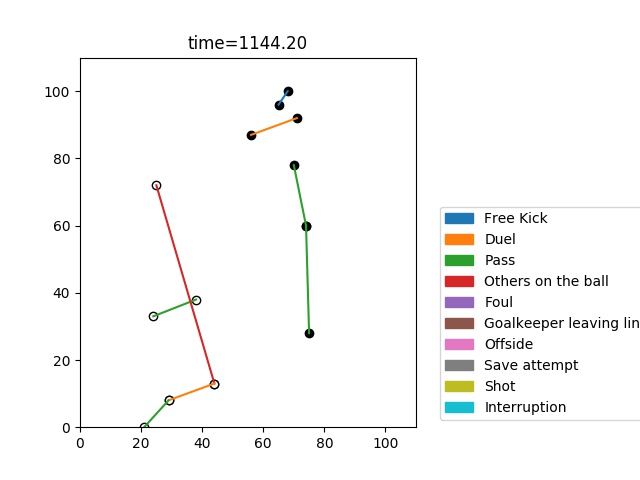 time=1144.20
100
80
60
40
20
0
0 20 40 60 80 100
Free Kick
Duel
Pass
Others on the ball
Foul
Goalkeeper leaving lin
Offside
Save attempt
Shot
Interruption